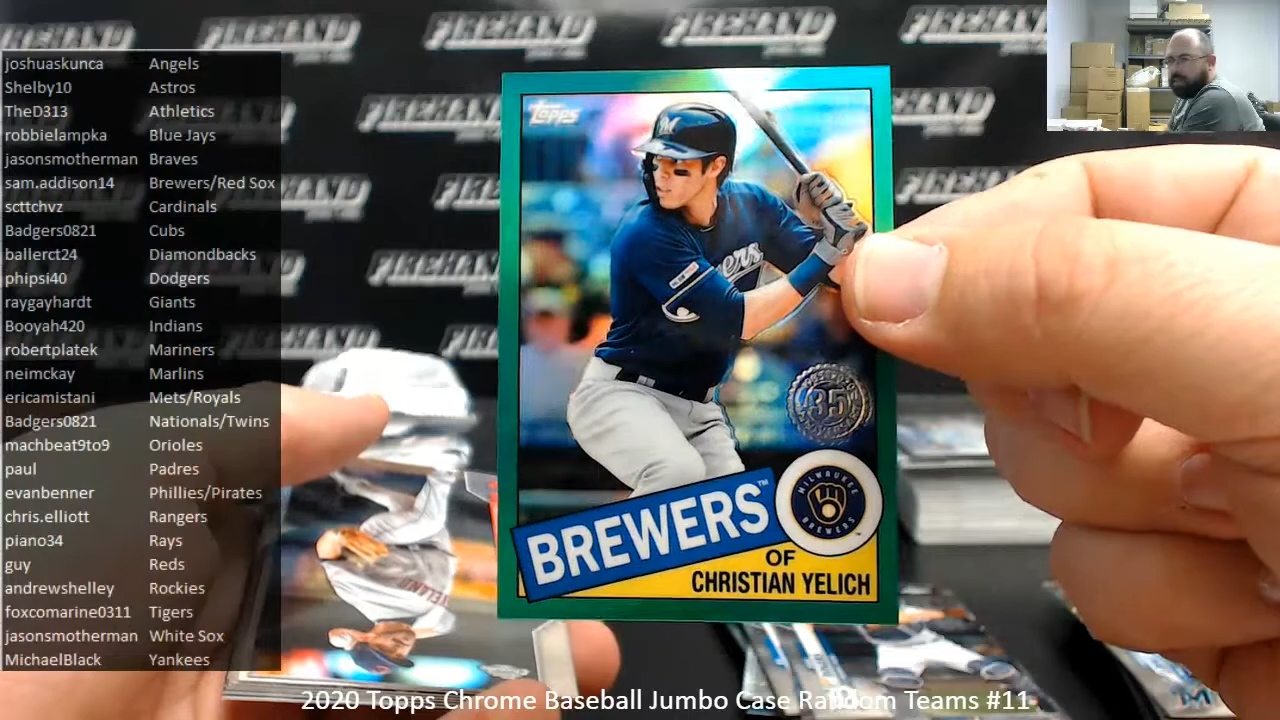 joshuaskunca Angels
Shelby10 Astros
TheD313 Athletics
robbielampka Blue Jays
jasonsmotherman Braves
sam.addison14 Brewers/Red Sox
scttchvz Cardinals
Badgers0821 Cubs
ballerct24 Diamondbacks
phipsi40 Dodgers
raygayhardt Giants
Booyah420 Indians
robertplatek Mariners
neimckay Marlins
ericamistani Mets/Royals
Badgers0821 Nationals/Twins
machbeat9to9 Orioles
paul Padres
evanbenner Phillies/Pirates
chris.elliott Rangers
piano34 Rays
guy Reds
andrewshelley Rockies
foxcomarine0311 Tigers
jasonsmotherman White Sox
MichaelBlack Yankees
FIREHAND
FIREHAND
FIREHAND
FIREHAND
Topps
35
MILWAUKEE
BREWERS
BREWERS™
OF
CHRISTIAN YELICH
2020 Topps Chrome Baseball Jumbo Case Random Teams #11